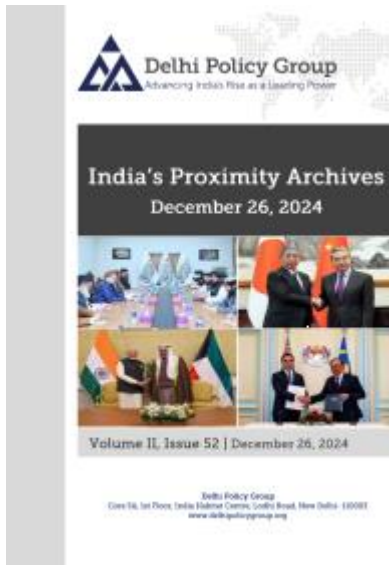 Delhi Policy Group
Advancing India's Rise as a Leading Power
India's Proximity Archives
December 26, 2024
Volume II, Issue 52 | December 26, 2024
Delhi Policy Group
Core 5A, 1st Floor, India Habitat Centre, Lodhi Road, New Delhi- 110003
www.delhipolicygroup.org